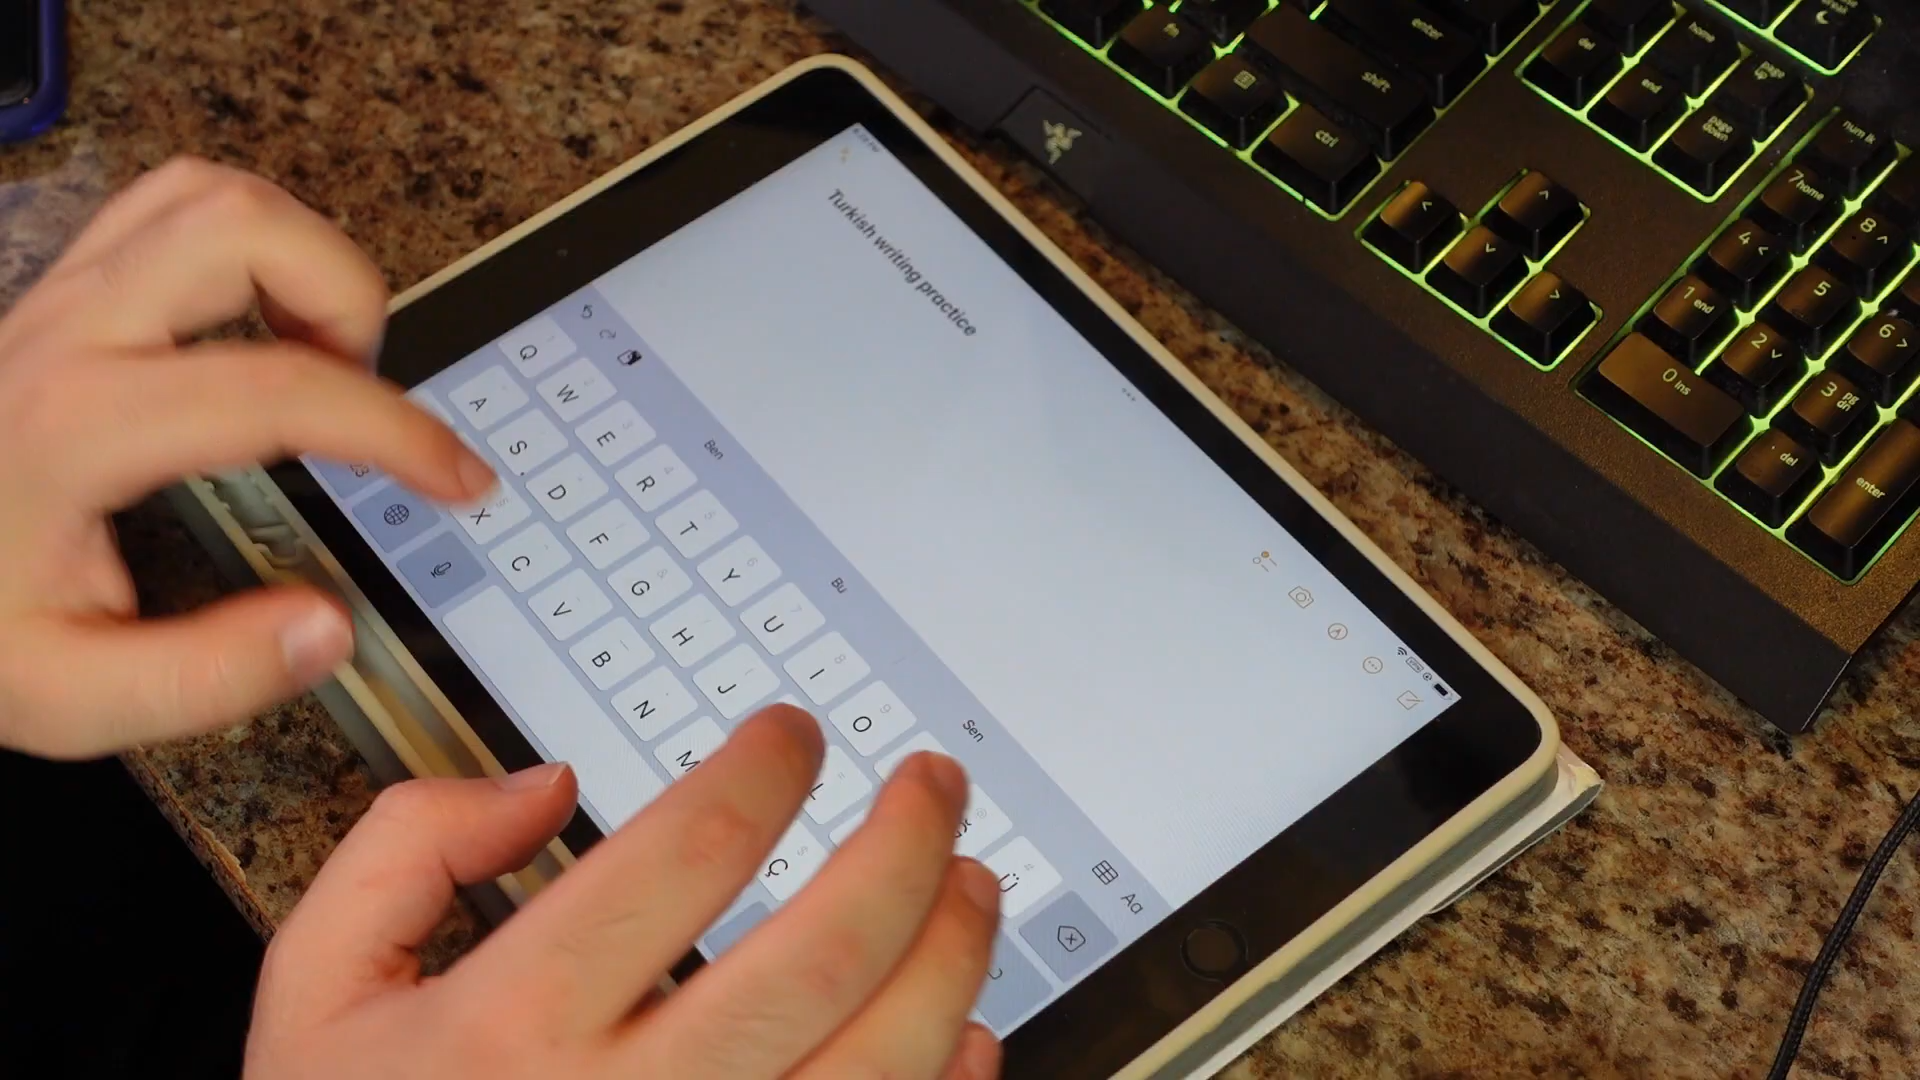 Turkish writing practice
Ben
Bu
Sen
Aa
Q W E R T Y U I O Ğ Ü
A S D F G H J L
X C V B N M Ç
fn
shift
enter
ctrl
del
home
page up
end
page down
num lk
7 home
8
4
5
6
1 end
2
3 pg dn
0 ins
. del
enter